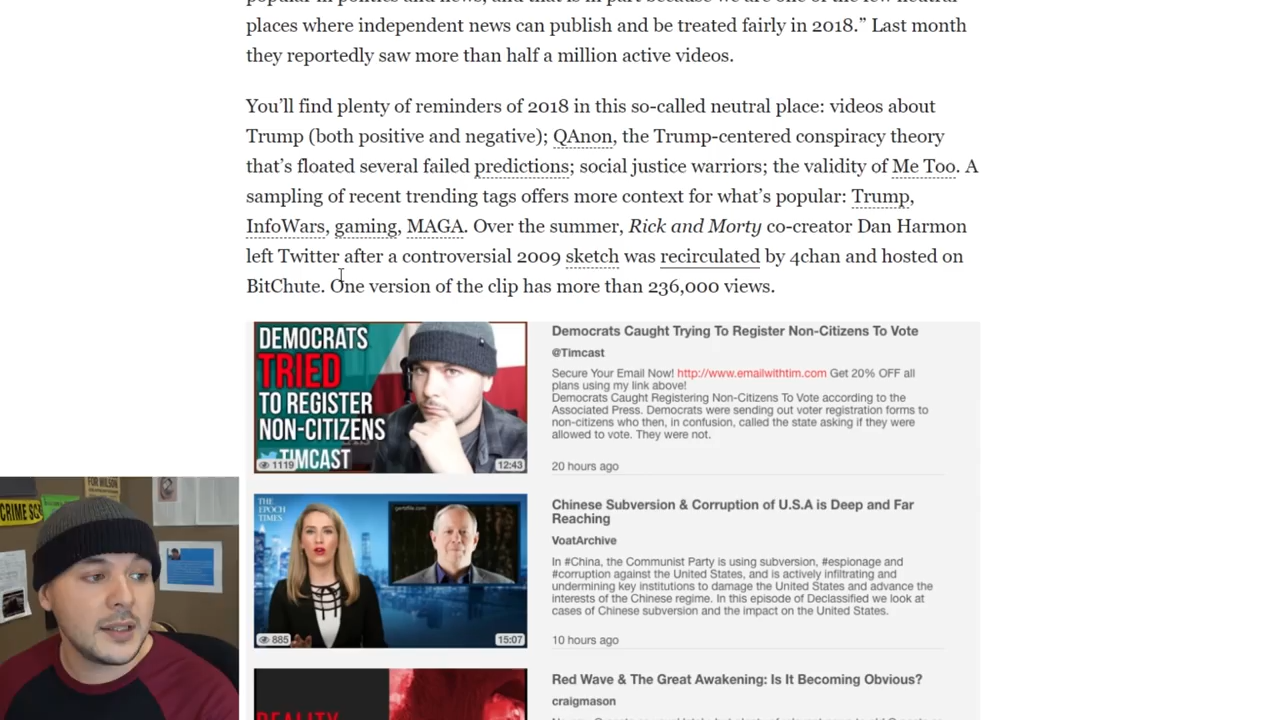 places where independent news can publish and be treated fairly in 2018.” Last month
they reportedly saw more than half a million active videos.
You’ll find plenty of reminders of 2018 in this so-called neutral place: videos about
Trump (both positive and negative); QAnon, the Trump-centered conspiracy theory
that’s floated several failed predictions; social justice warriors; the validity of Me Too. A
sampling of recent trending tags offers more context for what’s popular: Trump,
InfoWars, gaming, MAGA. Over the summer, Rick and Morty co-creator Dan Harmon
left Twitter after a controversial 2009 sketch was recirculated by 4chan and hosted on
BitChute. One version of the clip has more than 236,000 views.
DEMOCRATS
TRIED
TO REGISTER
NON-CITIZENS
TIMCAST
1119
12:43
Democrats Caught Trying To Register Non-Citizens To Vote
@Timcast
Secure Your Email Now! http://www.emailwithtim.com Get 20% OFF all
plans using my link above!
Democrats Caught Registering Non-Citizens To Vote according to the
Associated Press. Democrats were sending out voter registration forms to
non-citizens who then, in confusion, called the state asking if they were
allowed to vote. They were not.
20 hours ago
THE
EPOCH
TIMES
885
15:07
Chinese Subversion & Corruption of U.S.A is Deep and Far
Reaching
VoatArchive
In #China, the Communist Party is using subversion, #espionage and
#corruption against the United States, and is actively infiltrating and
undermining key institutions to damage the United States and advance the
interests of the Chinese regime. In this episode of Declassified we look at
cases of Chinese subversion and the impact on the United States.
10 hours ago
Red Wave & The Great Awakening: Is It Becoming Obvious?
craigmason
REALITY
CRIME SC
FOR WILSON